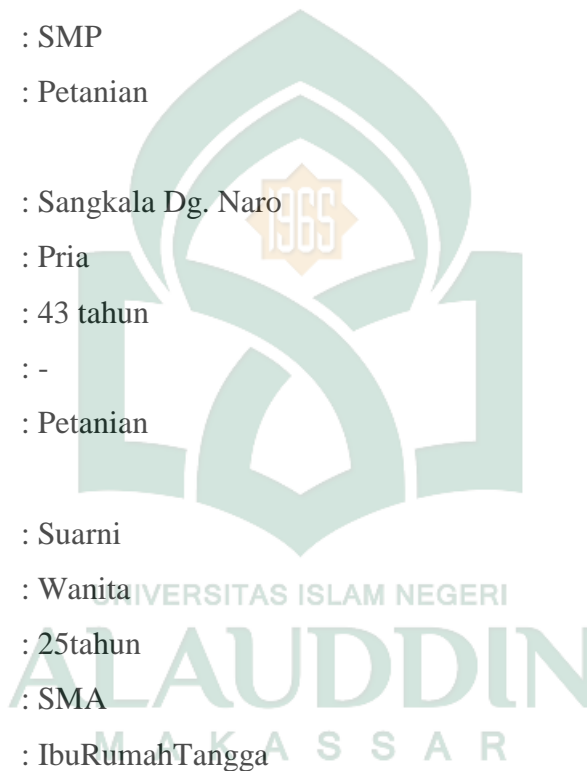 : SMP
: Petanian
: Sangkala Dg. Naro
1965
: Pria
: 43 tahun
: -
: Petanian
: Suarni
: Wanita
UNIVERSITAS ISLAM NEGERI
: 25tahun
ALAUDDIN
: SMA
: IbuRumahTangga
MAKASSAR